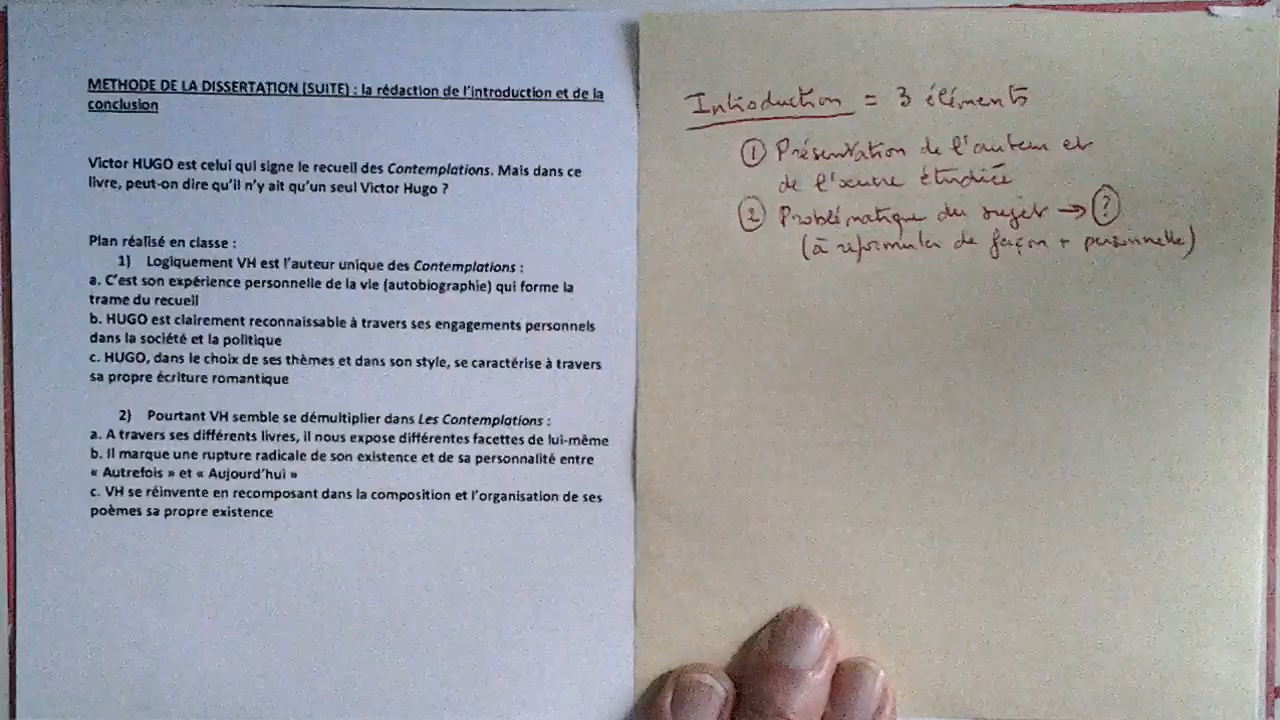 METHODE DE LA DISSERTATION (SUITE) : la rédaction de l'introduction et de la
conclusion
Victor HUGO est celui qui signe le recueil des Contemplations. Mais dans ce
livre, peut-on dire qu'il n'y ait qu'un seul Victor Hugo ?
Plan réalisé en classe :
1) Logiquement VH est l'auteur unique des Contemplations :
a. C'est son expérience personnelle de la vie (autobiographie) qui forme la
trame du recueil
b. HUGO est clairement reconnaissable à travers ses engagements personnels
dans la société et la politique
c. HUGO, dans le choix de ses thèmes et dans son style, se caractérise à travers
sa propre écriture romantique
2) Pourtant VH semble se démultiplier dans Les Contemplations :
a. A travers ses différents livres, il nous expose différentes facettes de lui-même
b. Il marque une rupture radicale de son existence et de sa personnalité entre
« Autrefois » et « Aujourd'hui »
c. VH se réinvente en recomposant dans la composition et l'organisation de ses
poèmes sa propre existence
Introduction = 3 éléments
① Présentation de l'auteur et
de l'œuvre étudiée
② Problématique du sujet → ?
(à reformuler de façon + personnelle)